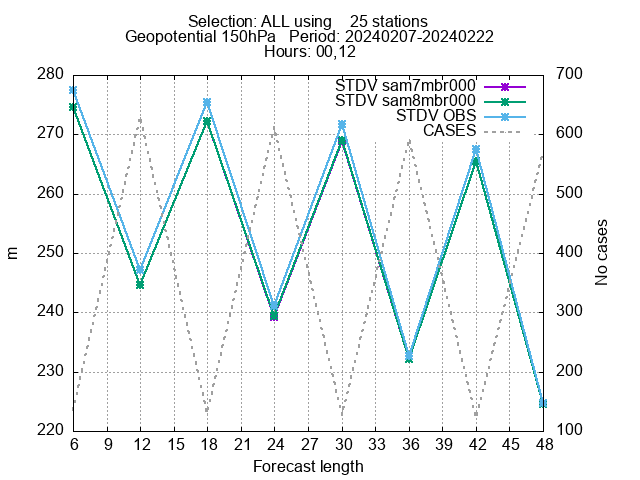 Selection: ALL using 25 stations
Geopotential 150hPa Period: 20240207-20240222
Hours: 00,12
STDV sam7mbr000
STDV sam8mbr000
STDV OBS
CASES
280
270
260
250
240
230
220
m
700
600
500
400
300
200
100
No cases
6 9 12 15 18 21 24 27 30 33 36 39 42 45 48
Forecast length